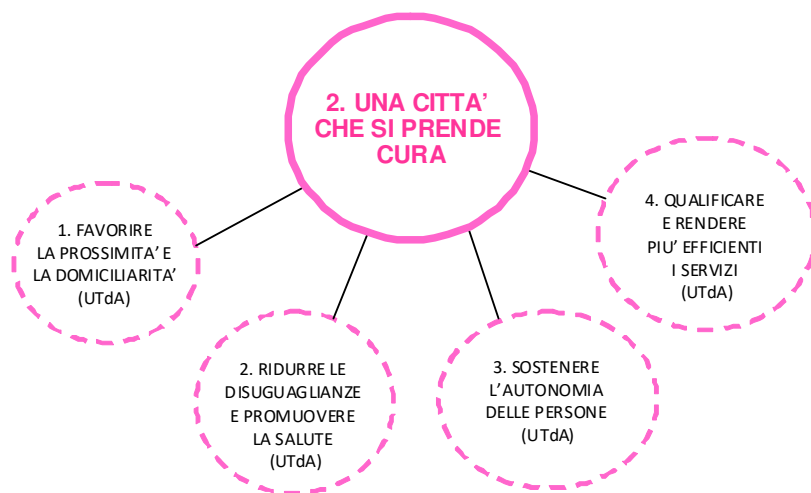 2. UNA CITTA'
CHE SI PRENDE
CURA
1. FAVORIRE
LA PROSSIMITA' E
LA DOMICILIARITA'
(UTdA)
2. RIDURRE LE
DISUGUAGLIANZE
E PROMUOVERE
LA SALUTE
(UTdA)
3. SOSTENERE
L'AUTONOMIA
DELLE PERSONE
(UTdA)
4. QUALIFICARE
E RENDERE
PIU' EFFICIENTI
I SERVIZI
(UTdA)